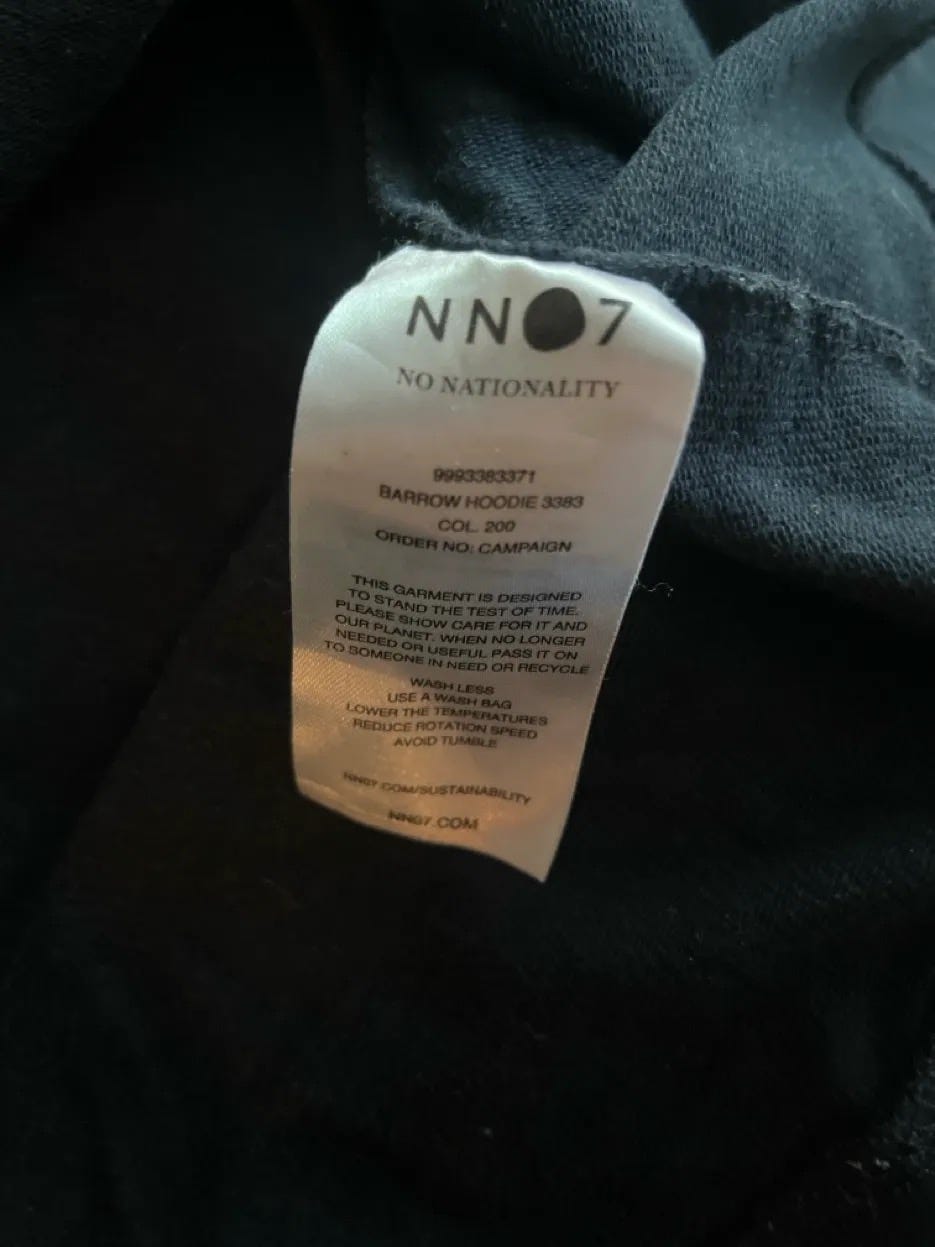 NN07
NO NATIONALITY
9993383371
BARROW HOODIE 3383
COL. 200
ORDER NO: CAMPAIGN
THIS GARMENT IS DESIGNED
TO STAND THE TEST OF TIME.
PLEASE SHOW CARE FOR IT AND
OUR PLANET. WHEN NO LONGER
NEEDED OR USEFUL PASS IT ON
TO SOMEONE IN NEED OR RECYCLE
WASH LESS
USE A WASH BAG
LOWER THE TEMPERATURES
REDUCE ROTATION SPEED
AVOID TUMBLE
NN07.COM/SUSTAINABILITY
NN07.COM